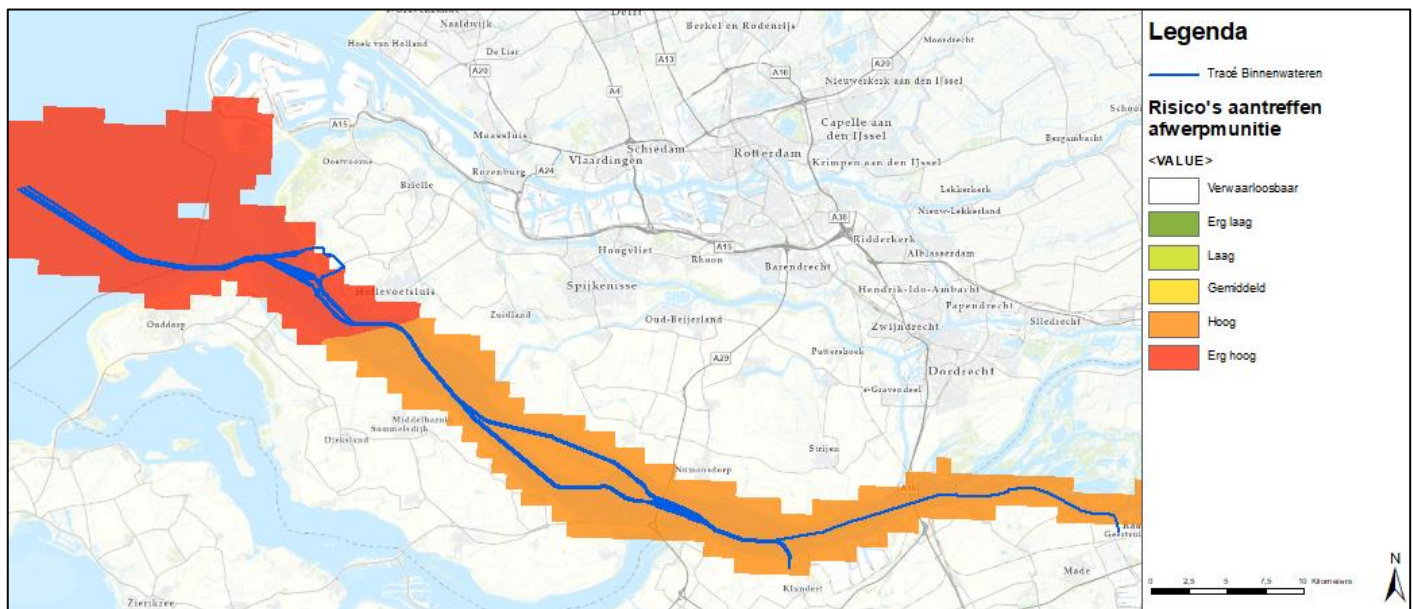 Naaldwijk
Delft
Berkel en Rodenrijs
Hoek van Holland
De Lier
Moordrecht
A20
A13
A16
A20
Nieuwerkerk aan den IJssel
A4
Schoo
A15
Maassluis
Capelle aan
den IJssel
Bergambacht
Oostvoorne
Vlaardingen
Schiedam
Rotterdam
Krimpen aan den IJssel
Rozenburg
A24
Brielle
Lekkerkerk
Nieuw-Lekkerland
A38
Ridderkerk
Hoogvliet
A15
Rhoon
Barendrecht
Alblasserdam
Hellevoetsluis
Spijkenisse
Hendrik-Ido-Ambacht
Papendrecht
Zuidland
Oud-Beijerland
Sliedrecht
Ouddorp
Zwijndrecht
A29
Puttershoek
Dordrecht
s-Gravendeel
Middelharnis
Sommelsdijk
Dirksland
Strijen
Numansdorp
A16
Geertruid
Klundert
Made
Zierikzee
Legenda
Tracé Binnenwateren
Risico's aantreffen
afwerpmunitie
<VALUE>
Verwaarloosbaar
Erg laag
Laag
Gemiddeld
Hoog
Erg hoog
N
0 2,5 5 7,5 10 Kilometers